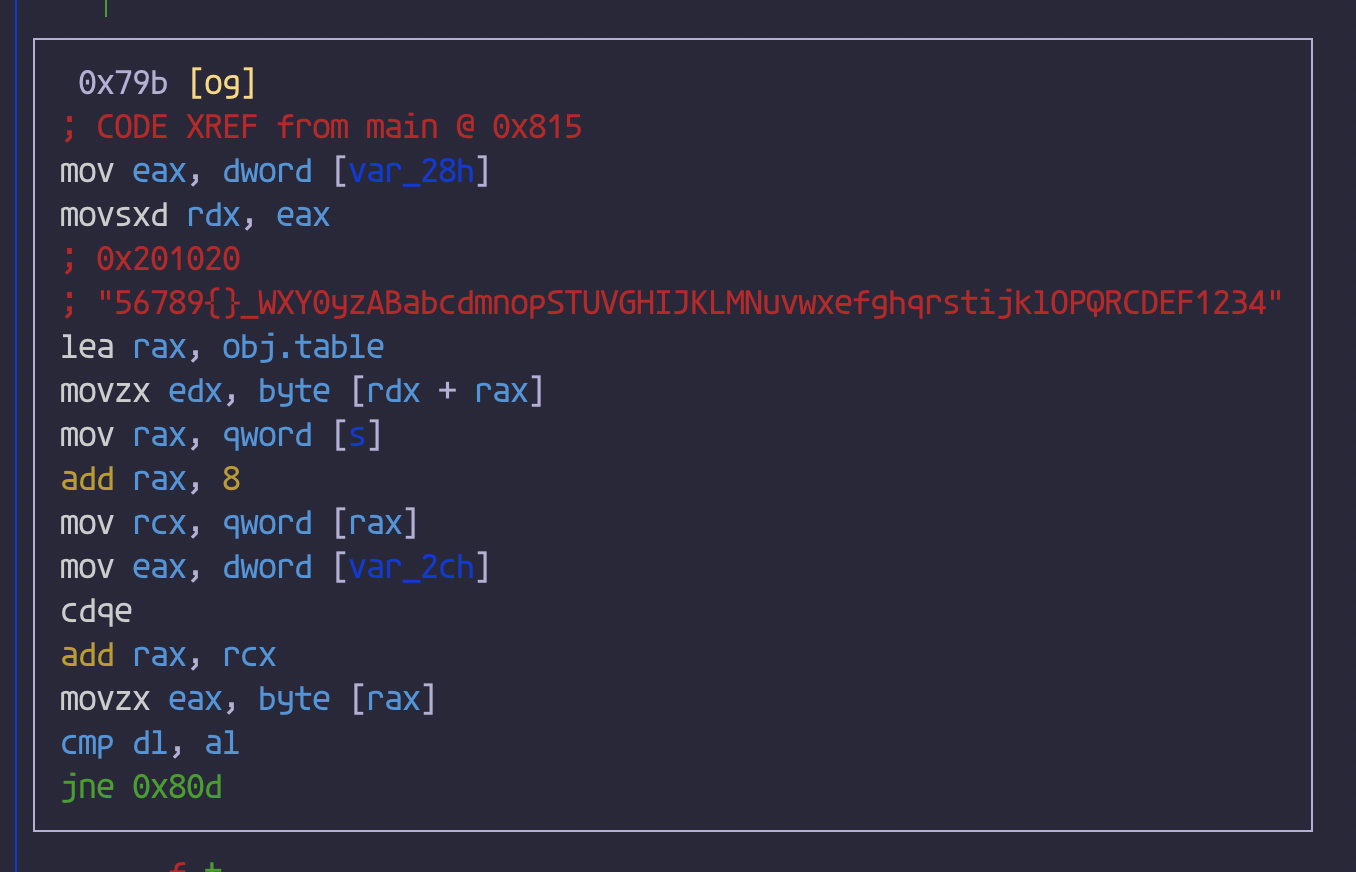 0x79b [og]
; CODE XREF from main @ 0x815
mov eax, dword [var_28h]
movsxd rdx, eax
; 0x201020
; "56789{}_WXY0yzABabcdmnopSTUVGHIJKLMNuvwxefghqrstijklOPQRCDEF1234"
lea rax, obj.table
movzx edx, byte [rdx + rax]
mov rax, qword [s]
add rax, 8
mov rcx, qword [rax]
mov eax, dword [var_2ch]
cdqe
add rax, rcx
movzx eax, byte [rax]
cmp dl, al
jne 0x80d
f t